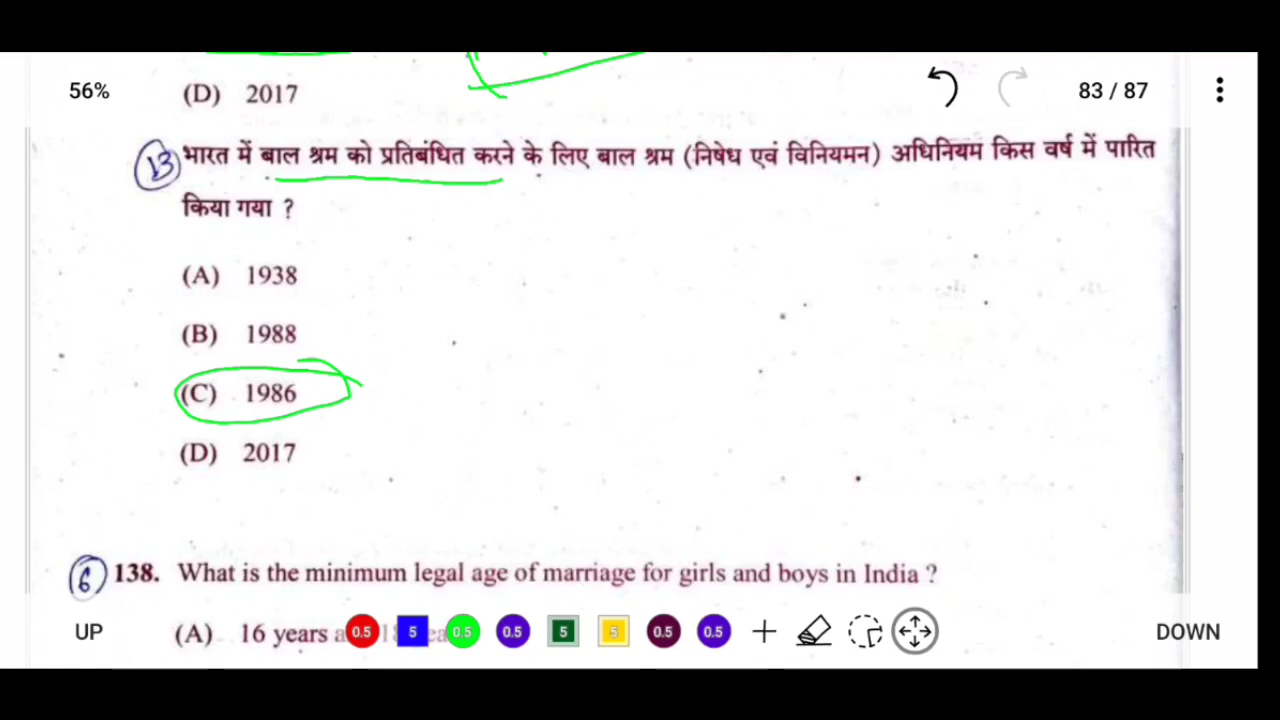 (D) 2017
56%
83 / 87
13 भारत में बाल श्रम को प्रतिबंधित करने के लिए बाल श्रम (निषेध एवं विनियमन) अधिनियम किस वर्ष में पारित
किया गया ?
(A) 1938
(B) 1988
(C) 1986
(D) 2017
6 138. What is the minimum legal age of marriage for girls and boys in India ?
UP
(A) 16 years
0.5 5 0.5 0.5 5 5 0.5 0.5
DOWN